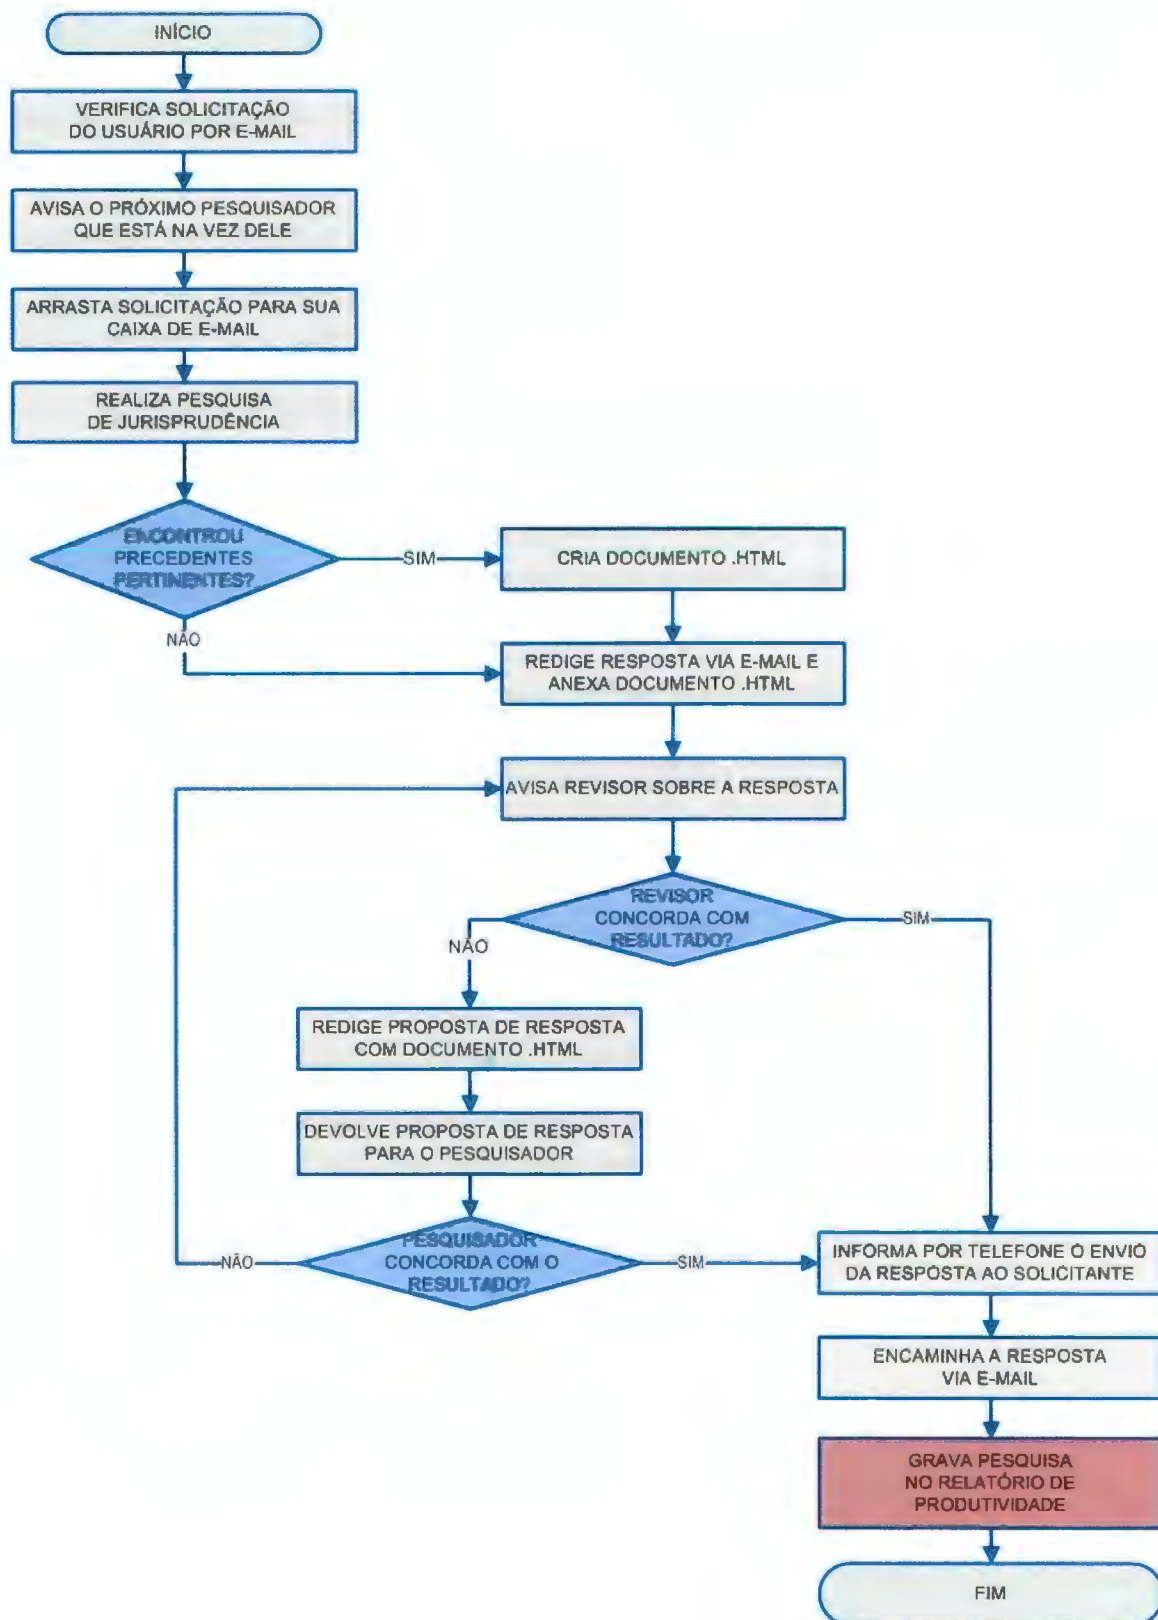 INÍCIO
VERIFICA SOLICITAÇÃO
DO USUÁRIO POR E-MAIL
AVISA O PRÓXIMO PESQUISADOR
QUE ESTÁ NA VEZ DELE
ARRASTA SOLICITAÇÃO PARA SUA
CAIXA DE E-MAIL
REALIZA PESQUISA
DE JURISPRUDÊNCIA
ENCONTROU
PRECEDENTES
PERTINENTES?
SIM
CRIA DOCUMENTO .HTML
NÃO
REDIGE RESPOSTA VIA E-MAIL E
ANEXA DOCUMENTO .HTML
AVISA REVISOR SOBRE A RESPOSTA
REVISOR
CONCORDA COM
RESULTADO?
SIM
NÃO
REDIGE PROPOSTA DE RESPOSTA
COM DOCUMENTO .HTML
DEVOLVE PROPOSTA DE RESPOSTA
PARA O PESQUISADOR
PESQUISADOR
CONCORDA COM O
RESULTADO?
NÃO
SIM
INFORMA POR TELEFONE O ENVIO
DA RESPOSTA AO SOLICITANTE
ENCAMINHA A RESPOSTA
VIA E-MAIL
GRAVA PESQUISA
NO RELATÓRIO DE
PRODUTIVIDADE
FIM